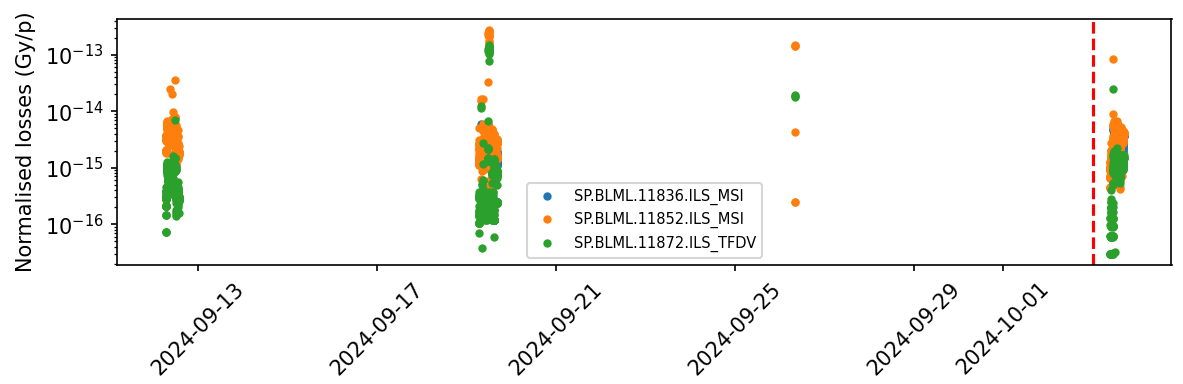 Normalised losses (Gy/p)
10⁻¹³
10⁻¹⁴
10⁻¹⁵
10⁻¹⁶
SP.BLML.11836.ILS_MSI
SP.BLML.11852.ILS_MSI
SP.BLML.11872.ILS_TFDV
2024-09-13
2024-09-17
2024-09-21
2024-09-25
2024-09-29
2024-10-01